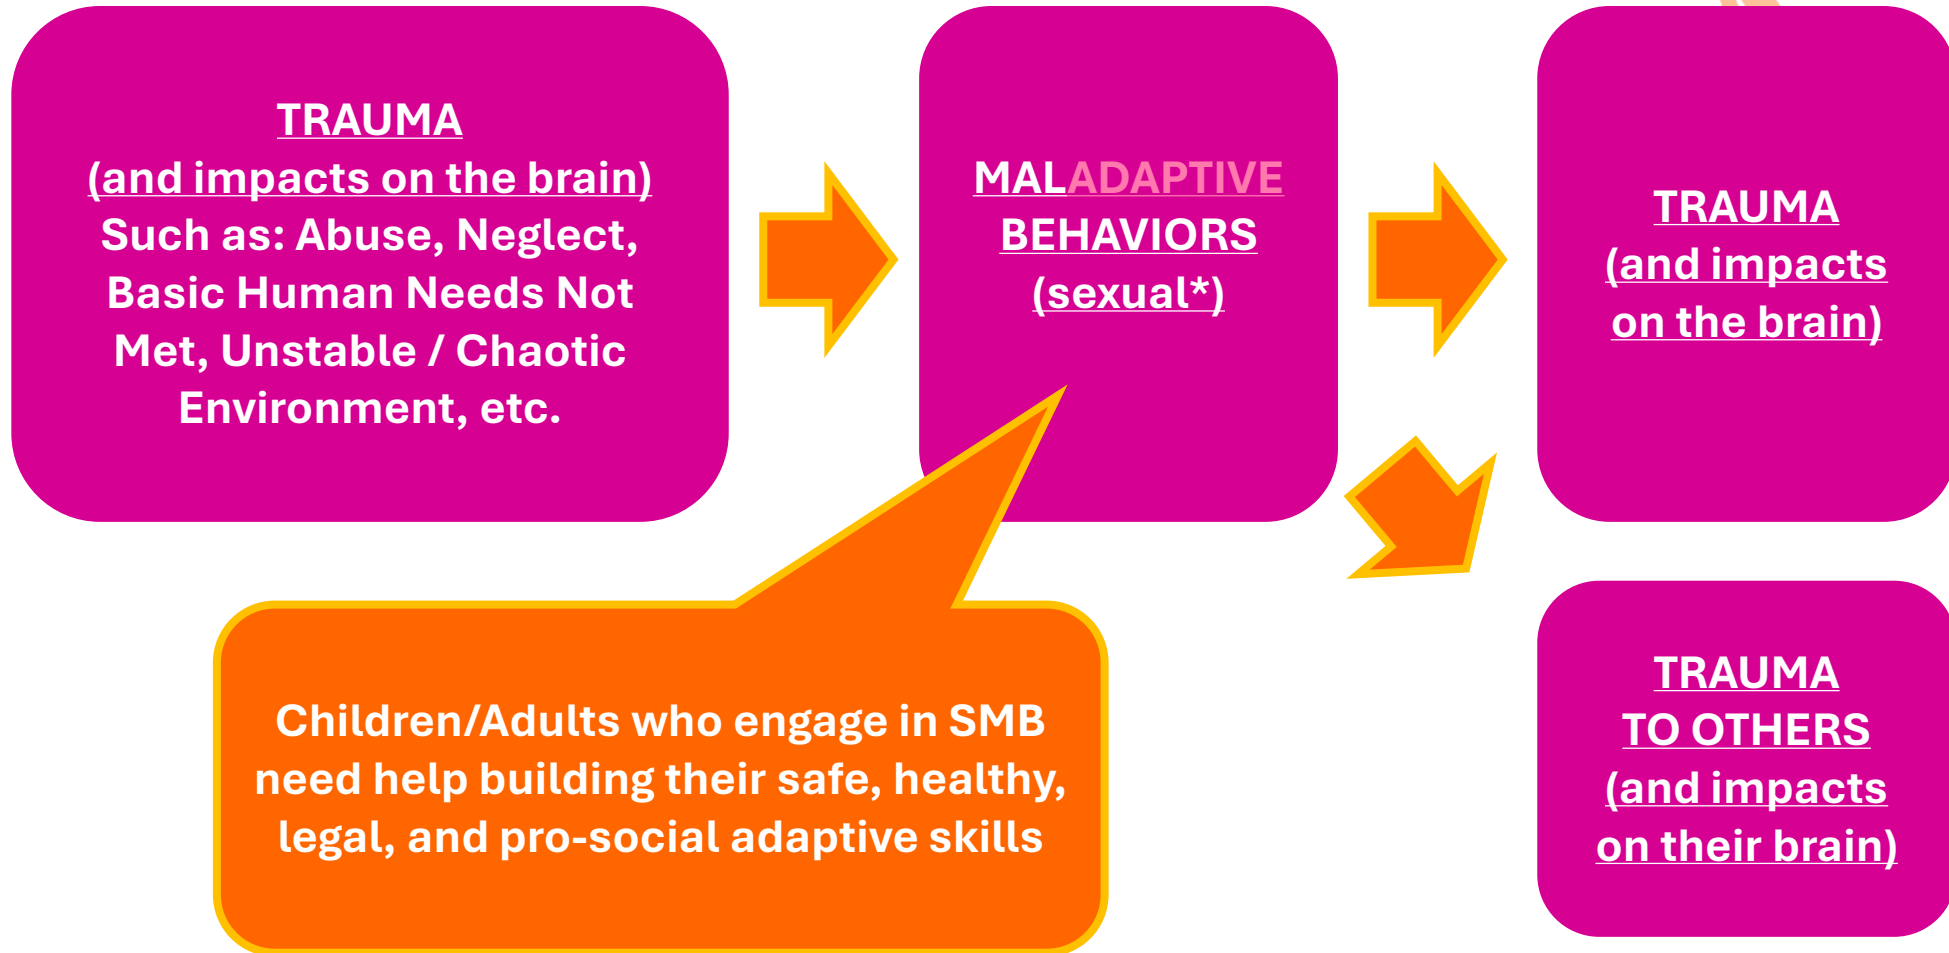 TRAUMA
(and impacts on the brain)
Such as: Abuse, Neglect,
Basic Human Needs Not
Met, Unstable / Chaotic
Environment, etc.
MALADAPTIVE
BEHAVIORS
(sexual*)
TRAUMA
(and impacts
on the brain)
Children/Adults who engage in SMB
need help building their safe, healthy,
legal, and pro-social adaptive skills
TRAUMA
TO OTHERS
(and impacts
on their brain)